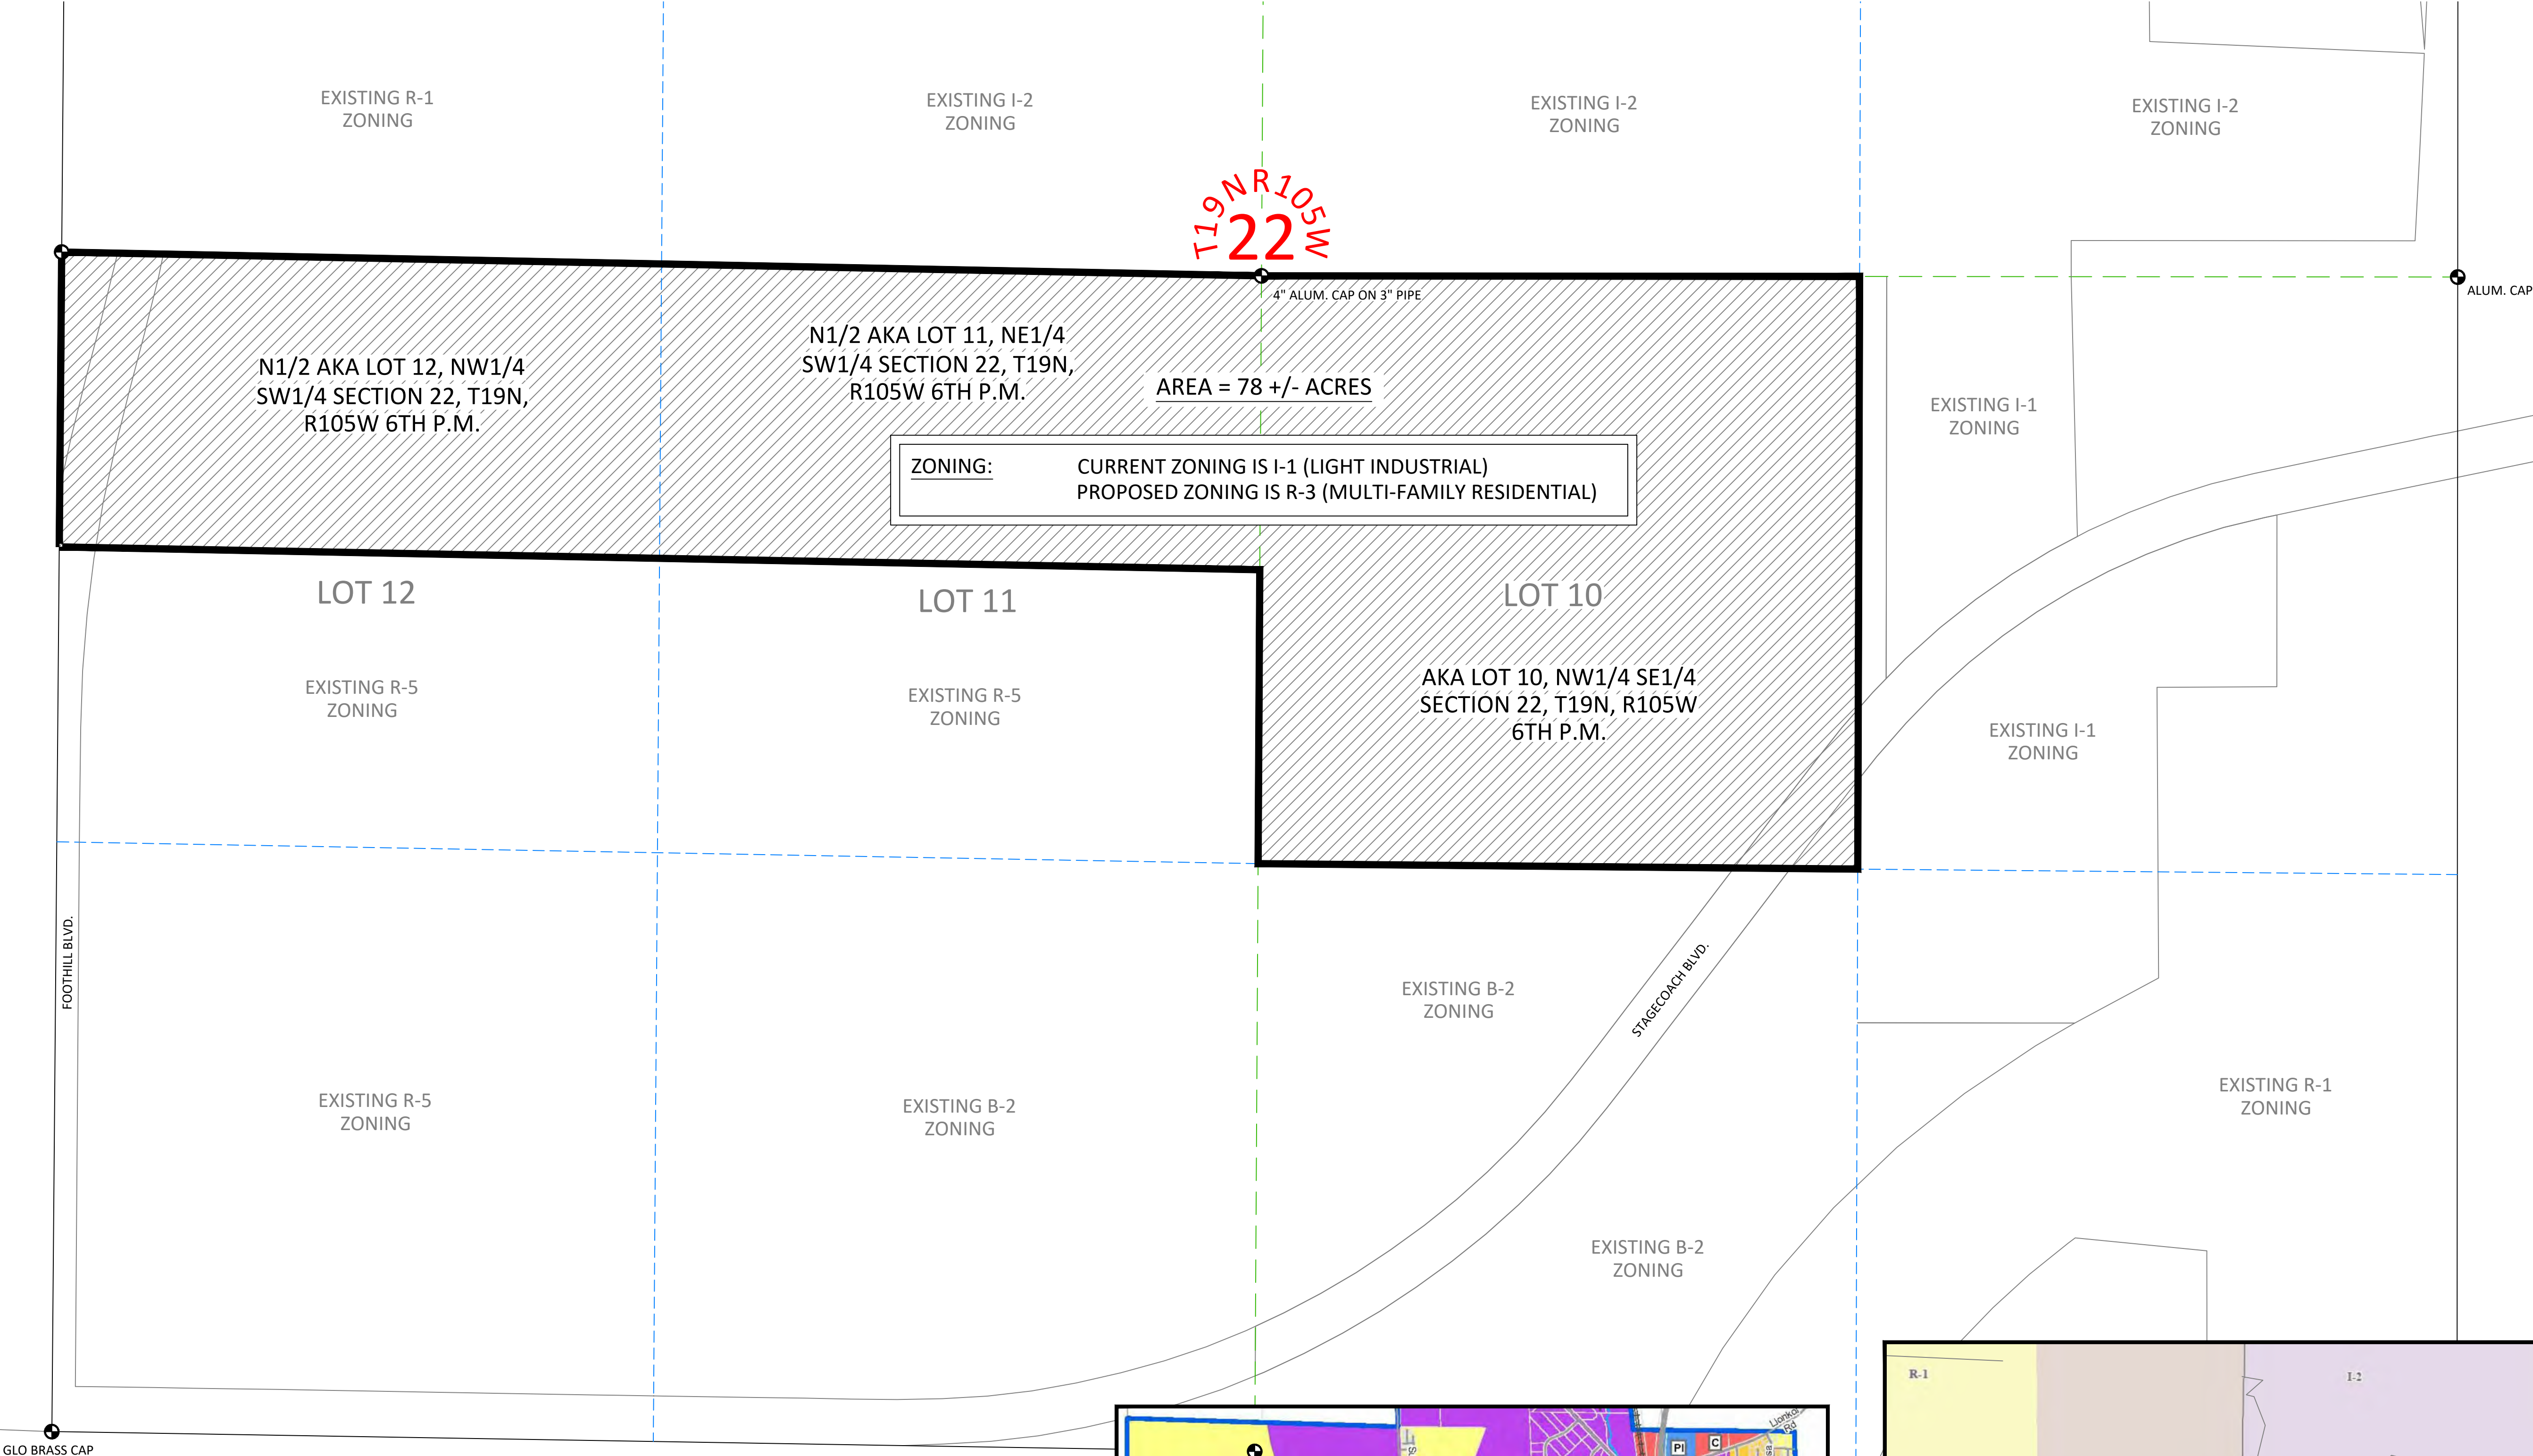 EXISTING R-1
ZONING
EXISTING I-2
ZONING
EXISTING I-2
ZONING
EXISTING I-2
ZONING
T19NR105W
22
4" ALUM. CAP ON 3" PIPE
ALUM. CAP
N1/2 AKA LOT 12, NW1/4
SW1/4 SECTION 22, T19N,
R105W 6TH P.M.
N1/2 AKA LOT 11, NE1/4
SW1/4 SECTION 22, T19N,
R105W 6TH P.M.
AREA = 78 +/- ACRES
EXISTING I-1
ZONING
ZONING: CURRENT ZONING IS I-1 (LIGHT INDUSTRIAL)
PROPOSED ZONING IS R-3 (MULTI-FAMILY RESIDENTIAL)
LOT 12
LOT 11
LOT 10
EXISTING R-5
ZONING
EXISTING R-5
ZONING
AKA LOT 10, NW1/4 SE1/4
SECTION 22, T19N, R105W
6TH P.M.
EXISTING I-1
ZONING
FOOTHILL BLVD.
EXISTING B-2
ZONING
STAGECOACH BLVD.
EXISTING R-5
ZONING
EXISTING B-2
ZONING
EXISTING R-1
ZONING
EXISTING B-2
ZONING
R-1
I-2
PI
C
Rd
GLO BRASS CAP